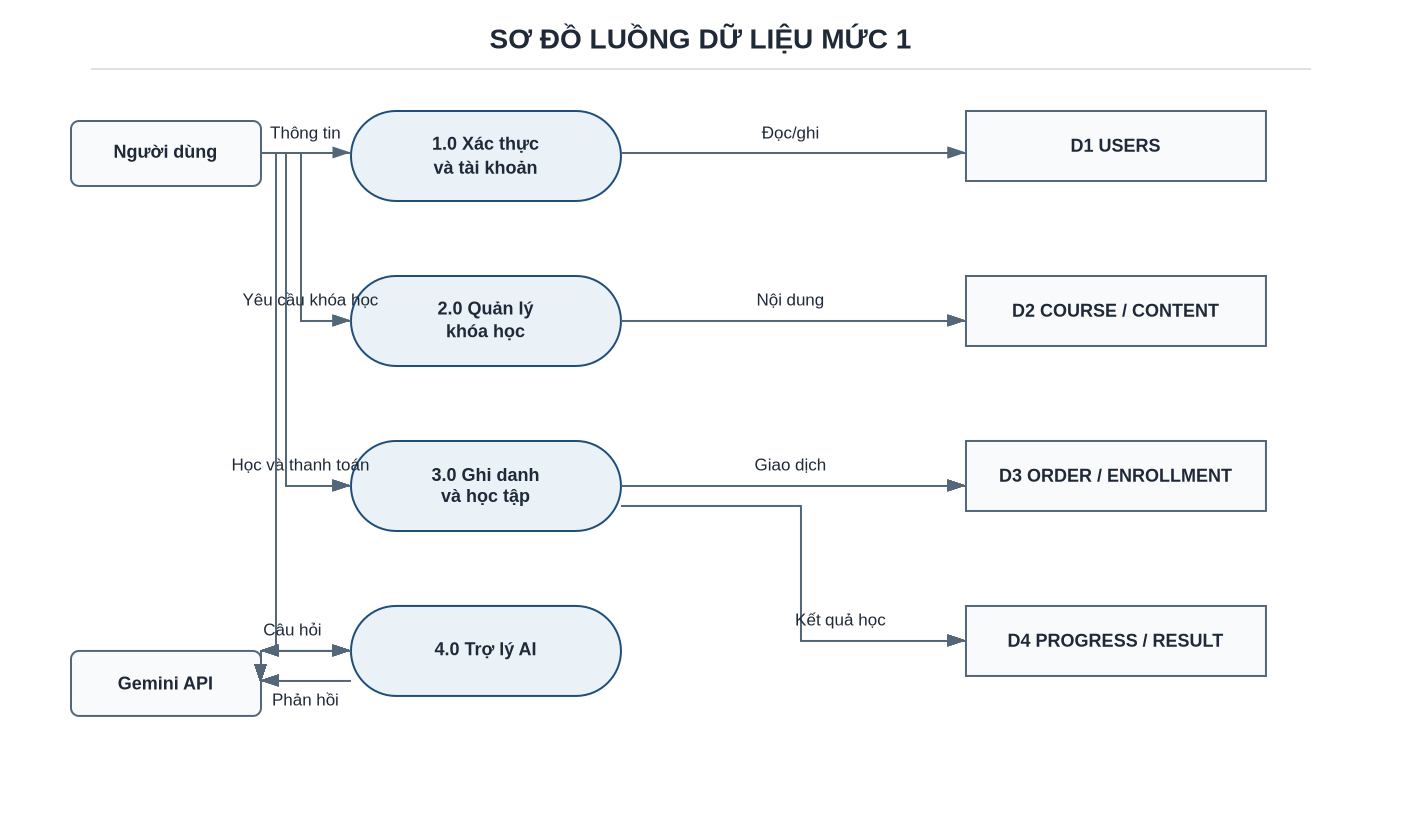 SƠ ĐỒ LUỒNG DỮ LIỆU MỨC 1
Người dùng
Thông tin
1.0 Xác thực
và tài khoản
Đọc/ghi
D1 USERS
Yêu cầu khóa học
2.0 Quản lý
khóa học
Nội dung
D2 COURSE / CONTENT
Học và thanh toán
3.0 Ghi danh
và học tập
Giao dịch
D3 ORDER / ENROLLMENT
Câu hỏi
4.0 Trợ lý AI
Kết quả học
D4 PROGRESS / RESULT
Gemini API
Phản hồi